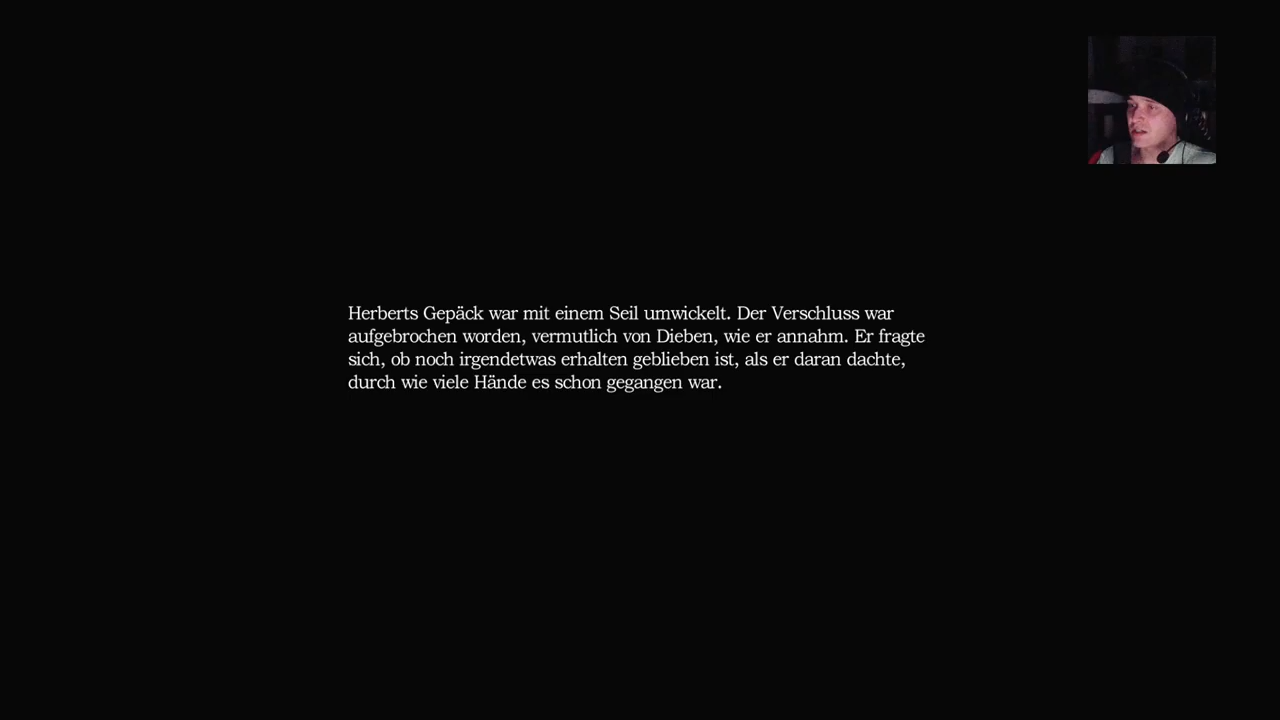 Herberts Gepäck war mit einem Seil umwickelt. Der Verschluss war
aufgebrochen worden, vermutlich von Dieben, wie er annahm. Er fragte
sich, ob noch irgendetwas erhalten geblieben ist, als er daran dachte,
durch wie viele Hände es schon gegangen war.